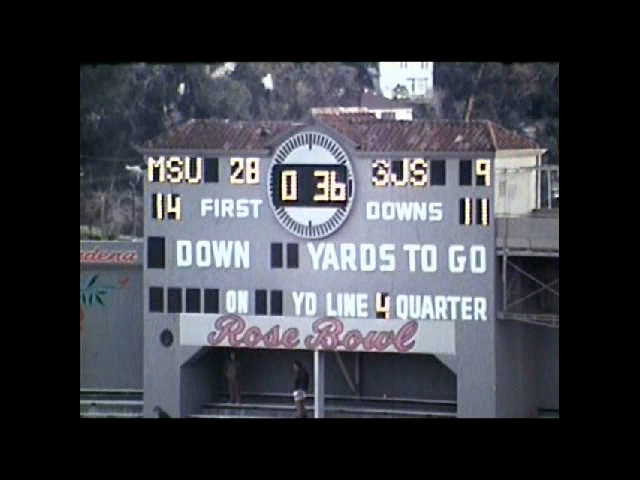 MSU 28 0 36 SJS 9
14 FIRST DOWNS 11
DOWN YARDS TO GO
ON YD LINE 4 QUARTER
Rose Bowl
adena